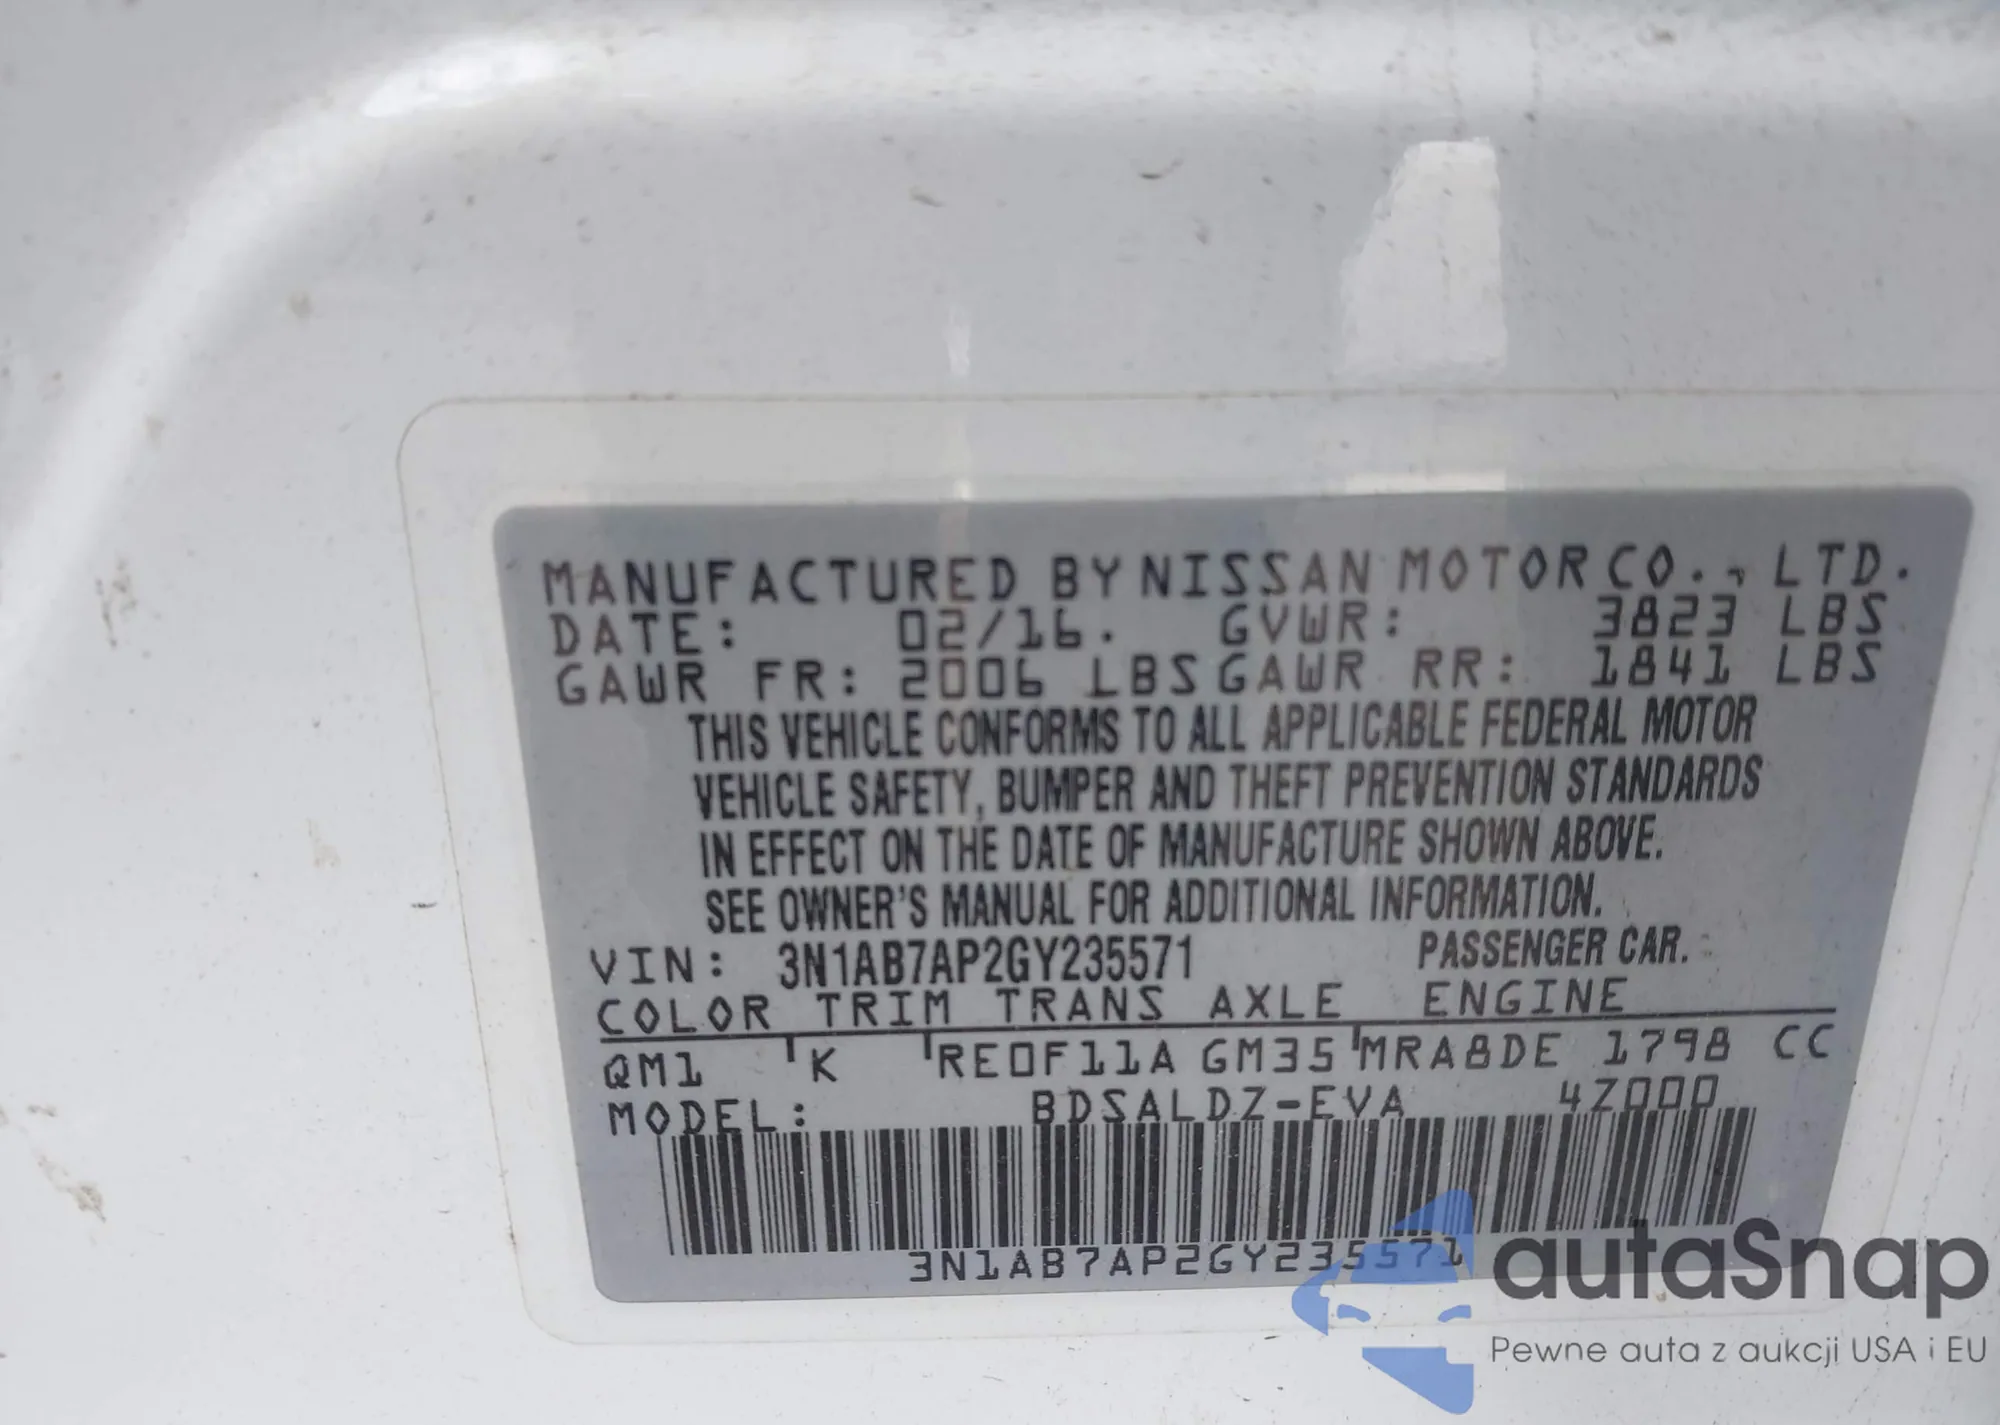 MANUFACTURED BY NISSAN MOTOR CO., LTD.
DATE: 02/16. GVWR: 3823 LBS
GAWR FR: 2006 LBS GAWR RR: 1841 LBS
THIS VEHICLE CONFORMS TO ALL APPLICABLE FEDERAL MOTOR
VEHICLE SAFETY, BUMPER AND THEFT PREVENTION STANDARDS
IN EFFECT ON THE DATE OF MANUFACTURE SHOWN ABOVE.
SEE OWNER'S MANUAL FOR ADDITIONAL INFORMATION.
VIN: 3N1AB7AP2GY235571 PASSENGER CAR.
COLOR TRIM TRANS AXLE ENGINE
QM1 K RE0F11A GM35 MRA8DE 1798 CC
MODEL: BDSALDZ-EVA 4Z000
3N1AB7AP2GY235571
autaSnap
Pewne auta z aukcji USA i EU